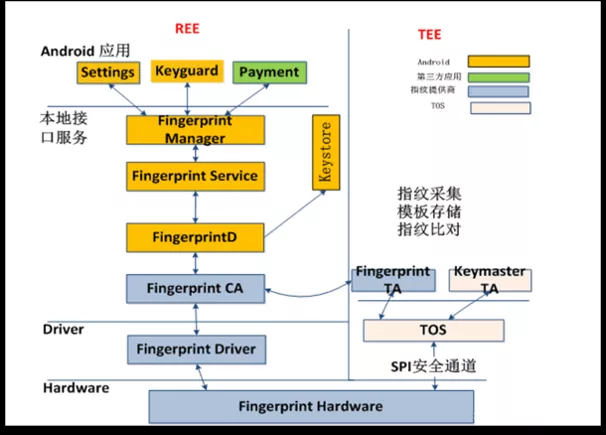 REE
TEE
Android 应用
Settings
Keyguard
Payment
Android
第三方应用
指纹提供商
TOS
本地接
口服务
Fingerprint
Manager
Keystore
Fingerprint Service
FingerprintD
指纹采集
模板存储
指纹比对
Fingerprint CA
Fingerprint
TA
Keymaster
TA
Driver
TOS
Fingerprint Driver
SPI安全通道
Hardware
Fingerprint Hardware